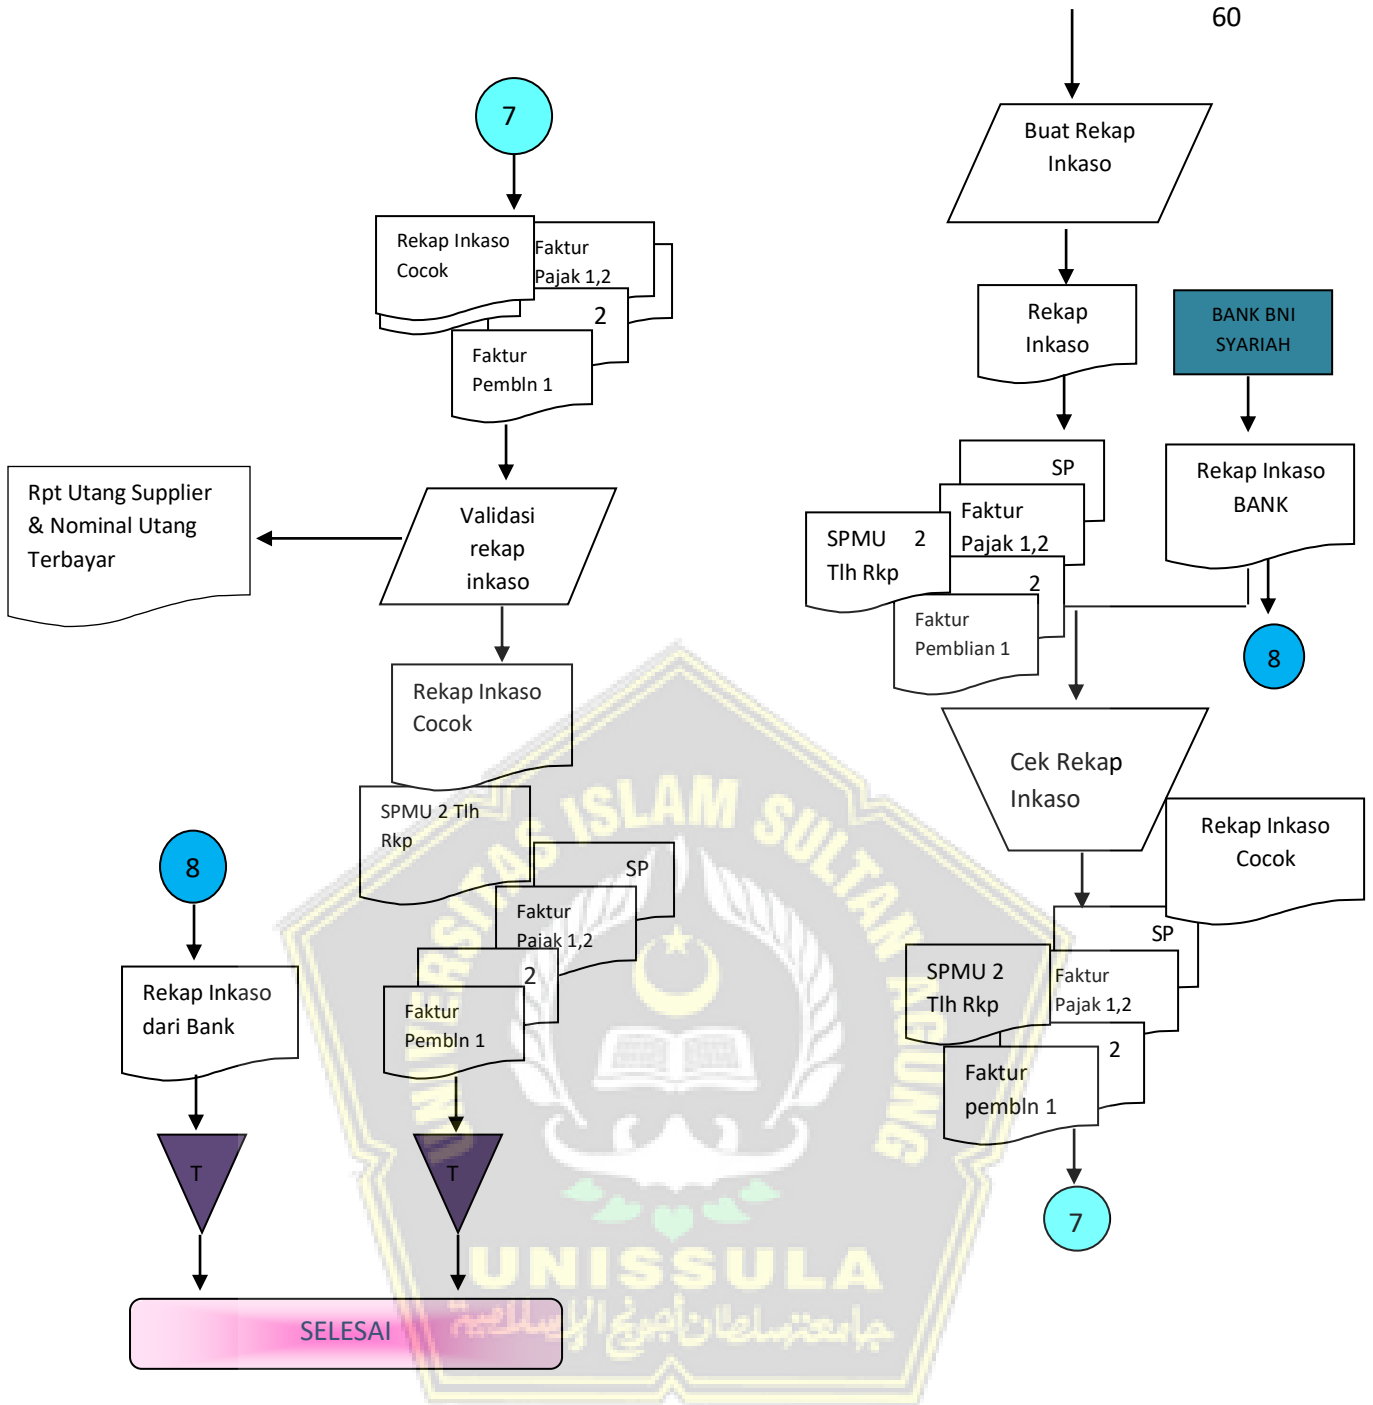 60
7
Rekap Inkaso
Cocok
Faktur
Pajak 1,2
2
Faktur
Pembln 1
Rpt Utang Supplier
& Nominal Utang
Terbayar
Validasi
rekap
inkaso
Rekap Inkaso
Cocok
SPMU 2 Tlh
Rkp
SP
Faktur
Pajak 1,2
2
Faktur
Pembln 1
8
Rekap Inkaso
dari Bank
T
T
SELESAI
Buat Rekap
Inkaso
Rekap
Inkaso
BANK BNI
SYARIAH
SP
Faktur
Pajak 1,2
SPMU 2
Tlh Rkp
2
Faktur
Pemblian 1
Rekap Inkaso
BANK
8
Cek Rekap
Inkaso
Rekap Inkaso
Cocok
SP
SPMU 2
Tlh Rkp
Faktur
Pajak 1,2
2
Faktur
pembln 1
7
UNIVERSITAS ISLAM SULTAN AGUNG
UNISSULA
جامعتسلطان أجونج الإسلامية